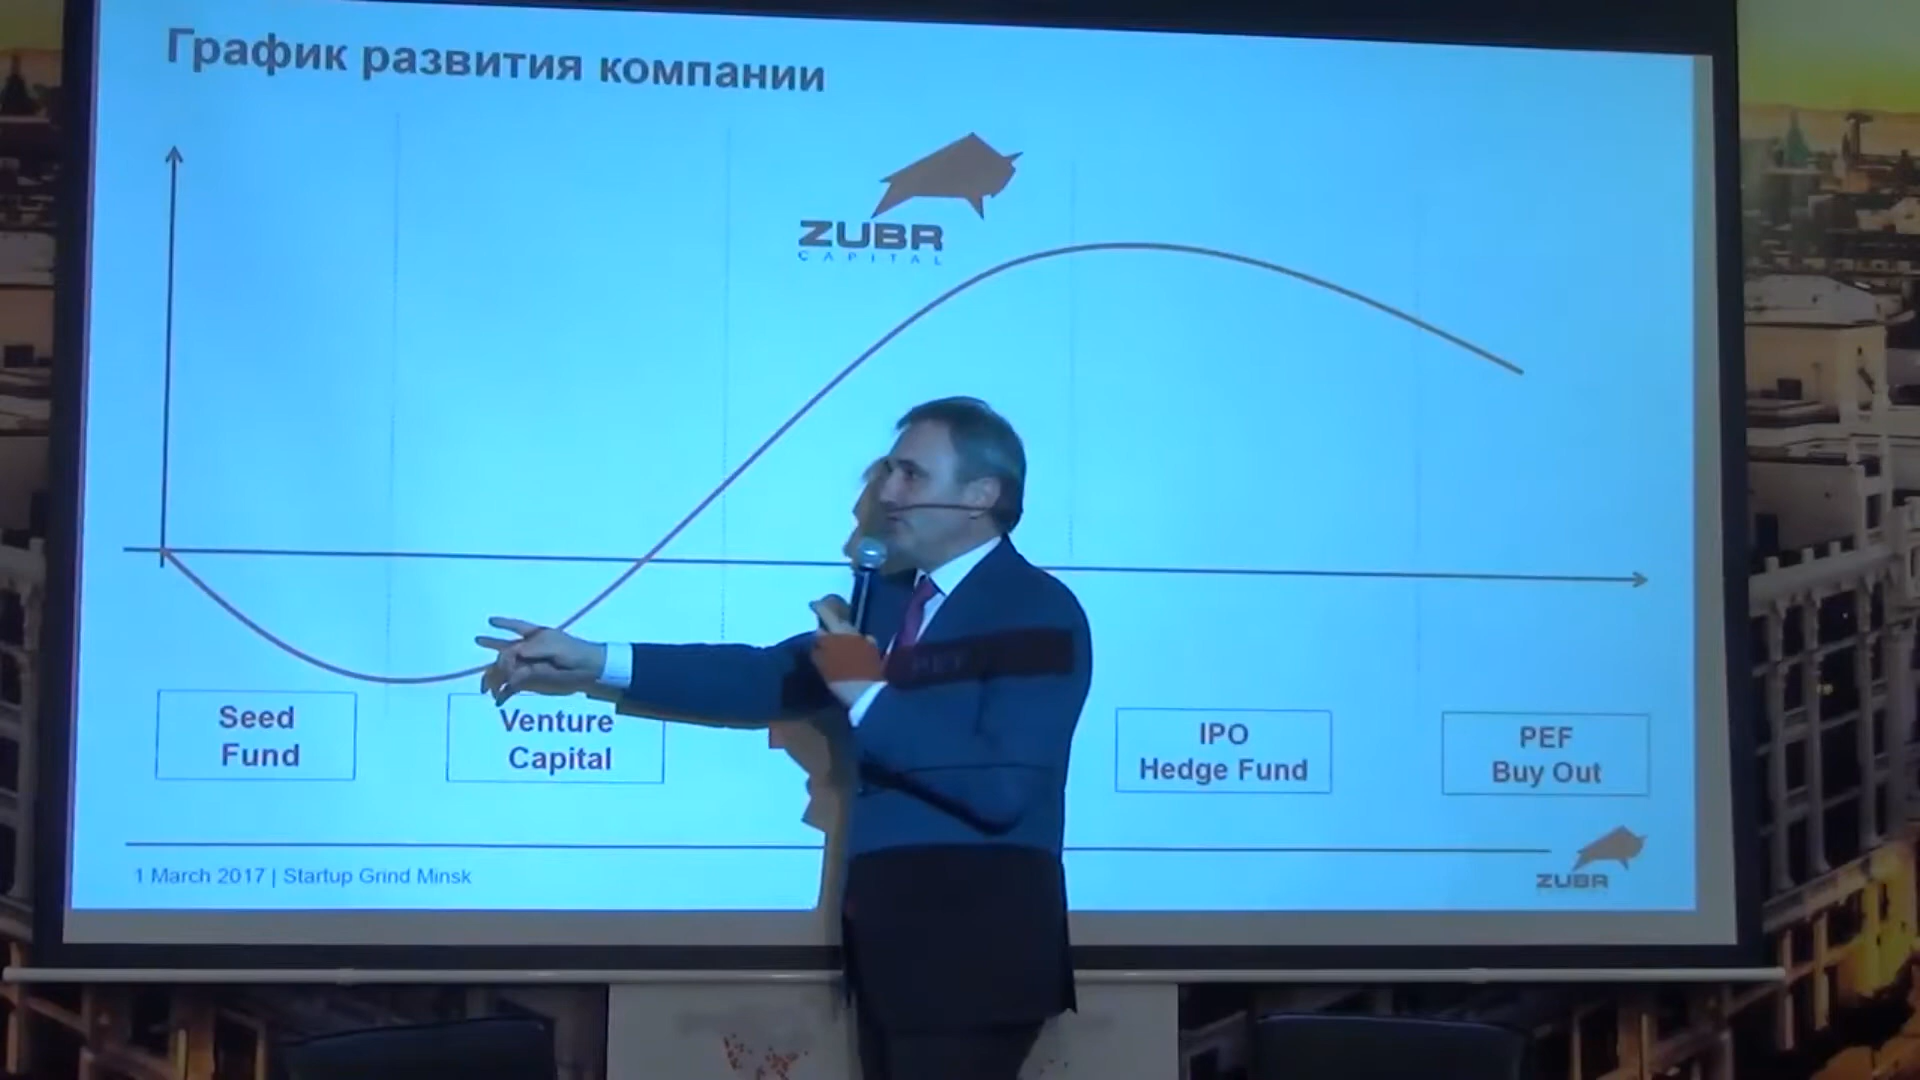 График развития компании
ZUBR
CAPITAL
Seed
Fund
Venture
Capital
IPO
Hedge Fund
PEF
Buy Out
1 March 2017 | Startup Grind Minsk
ZUBR